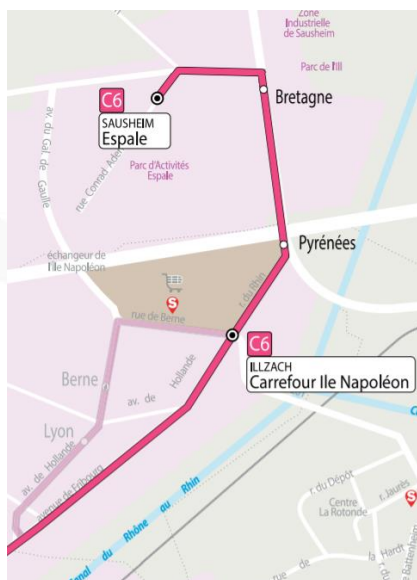 Zone
Industrielle
de Sausheim
Parc de l'Ill
C6
Bretagne
SAUSHEIM
Espale
av. du Gal. de
Gaulle
rue Conrad Ader
Parc d'Activités
Espale
Pyrénées
échangeur de
l'Ile Napoléon
r. du Rhin
S
rue de Berne
C6
ILLZACH
Carrefour Ile Napoléon
Berne
Hollande
av. de
Lyon
av. de Hollande
avenue de Fribourg
Canal du Rhône au Rhin
r. du Dépôt
r. Jaurès
S
Centre
La Rotonde
la Hardt
r. du
rue de
Battenheim